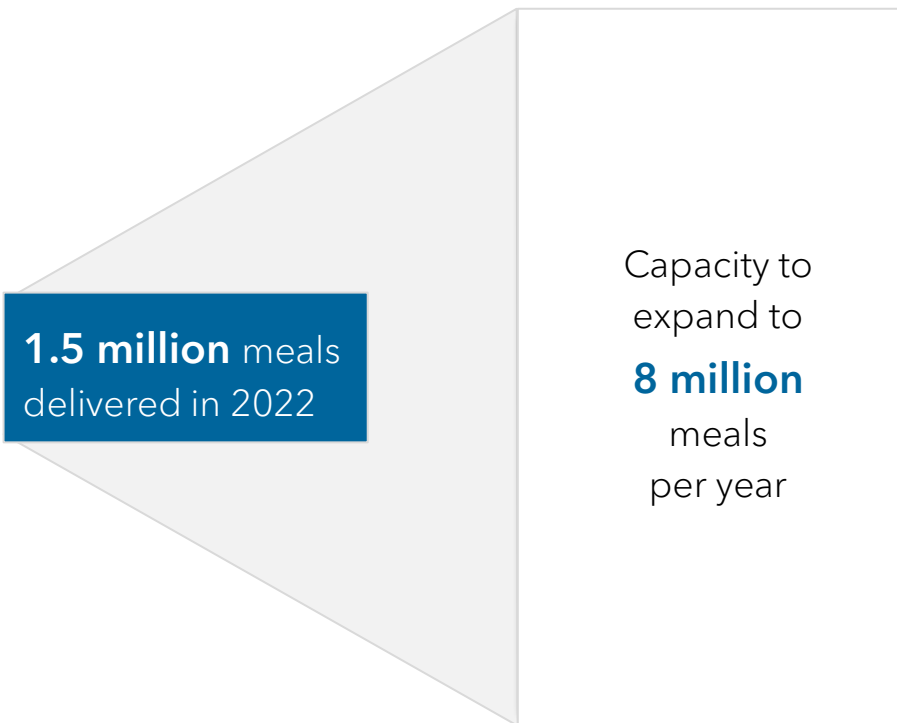 1.5 million meals
delivered in 2022
Capacity to
expand to
8 million
meals
per year